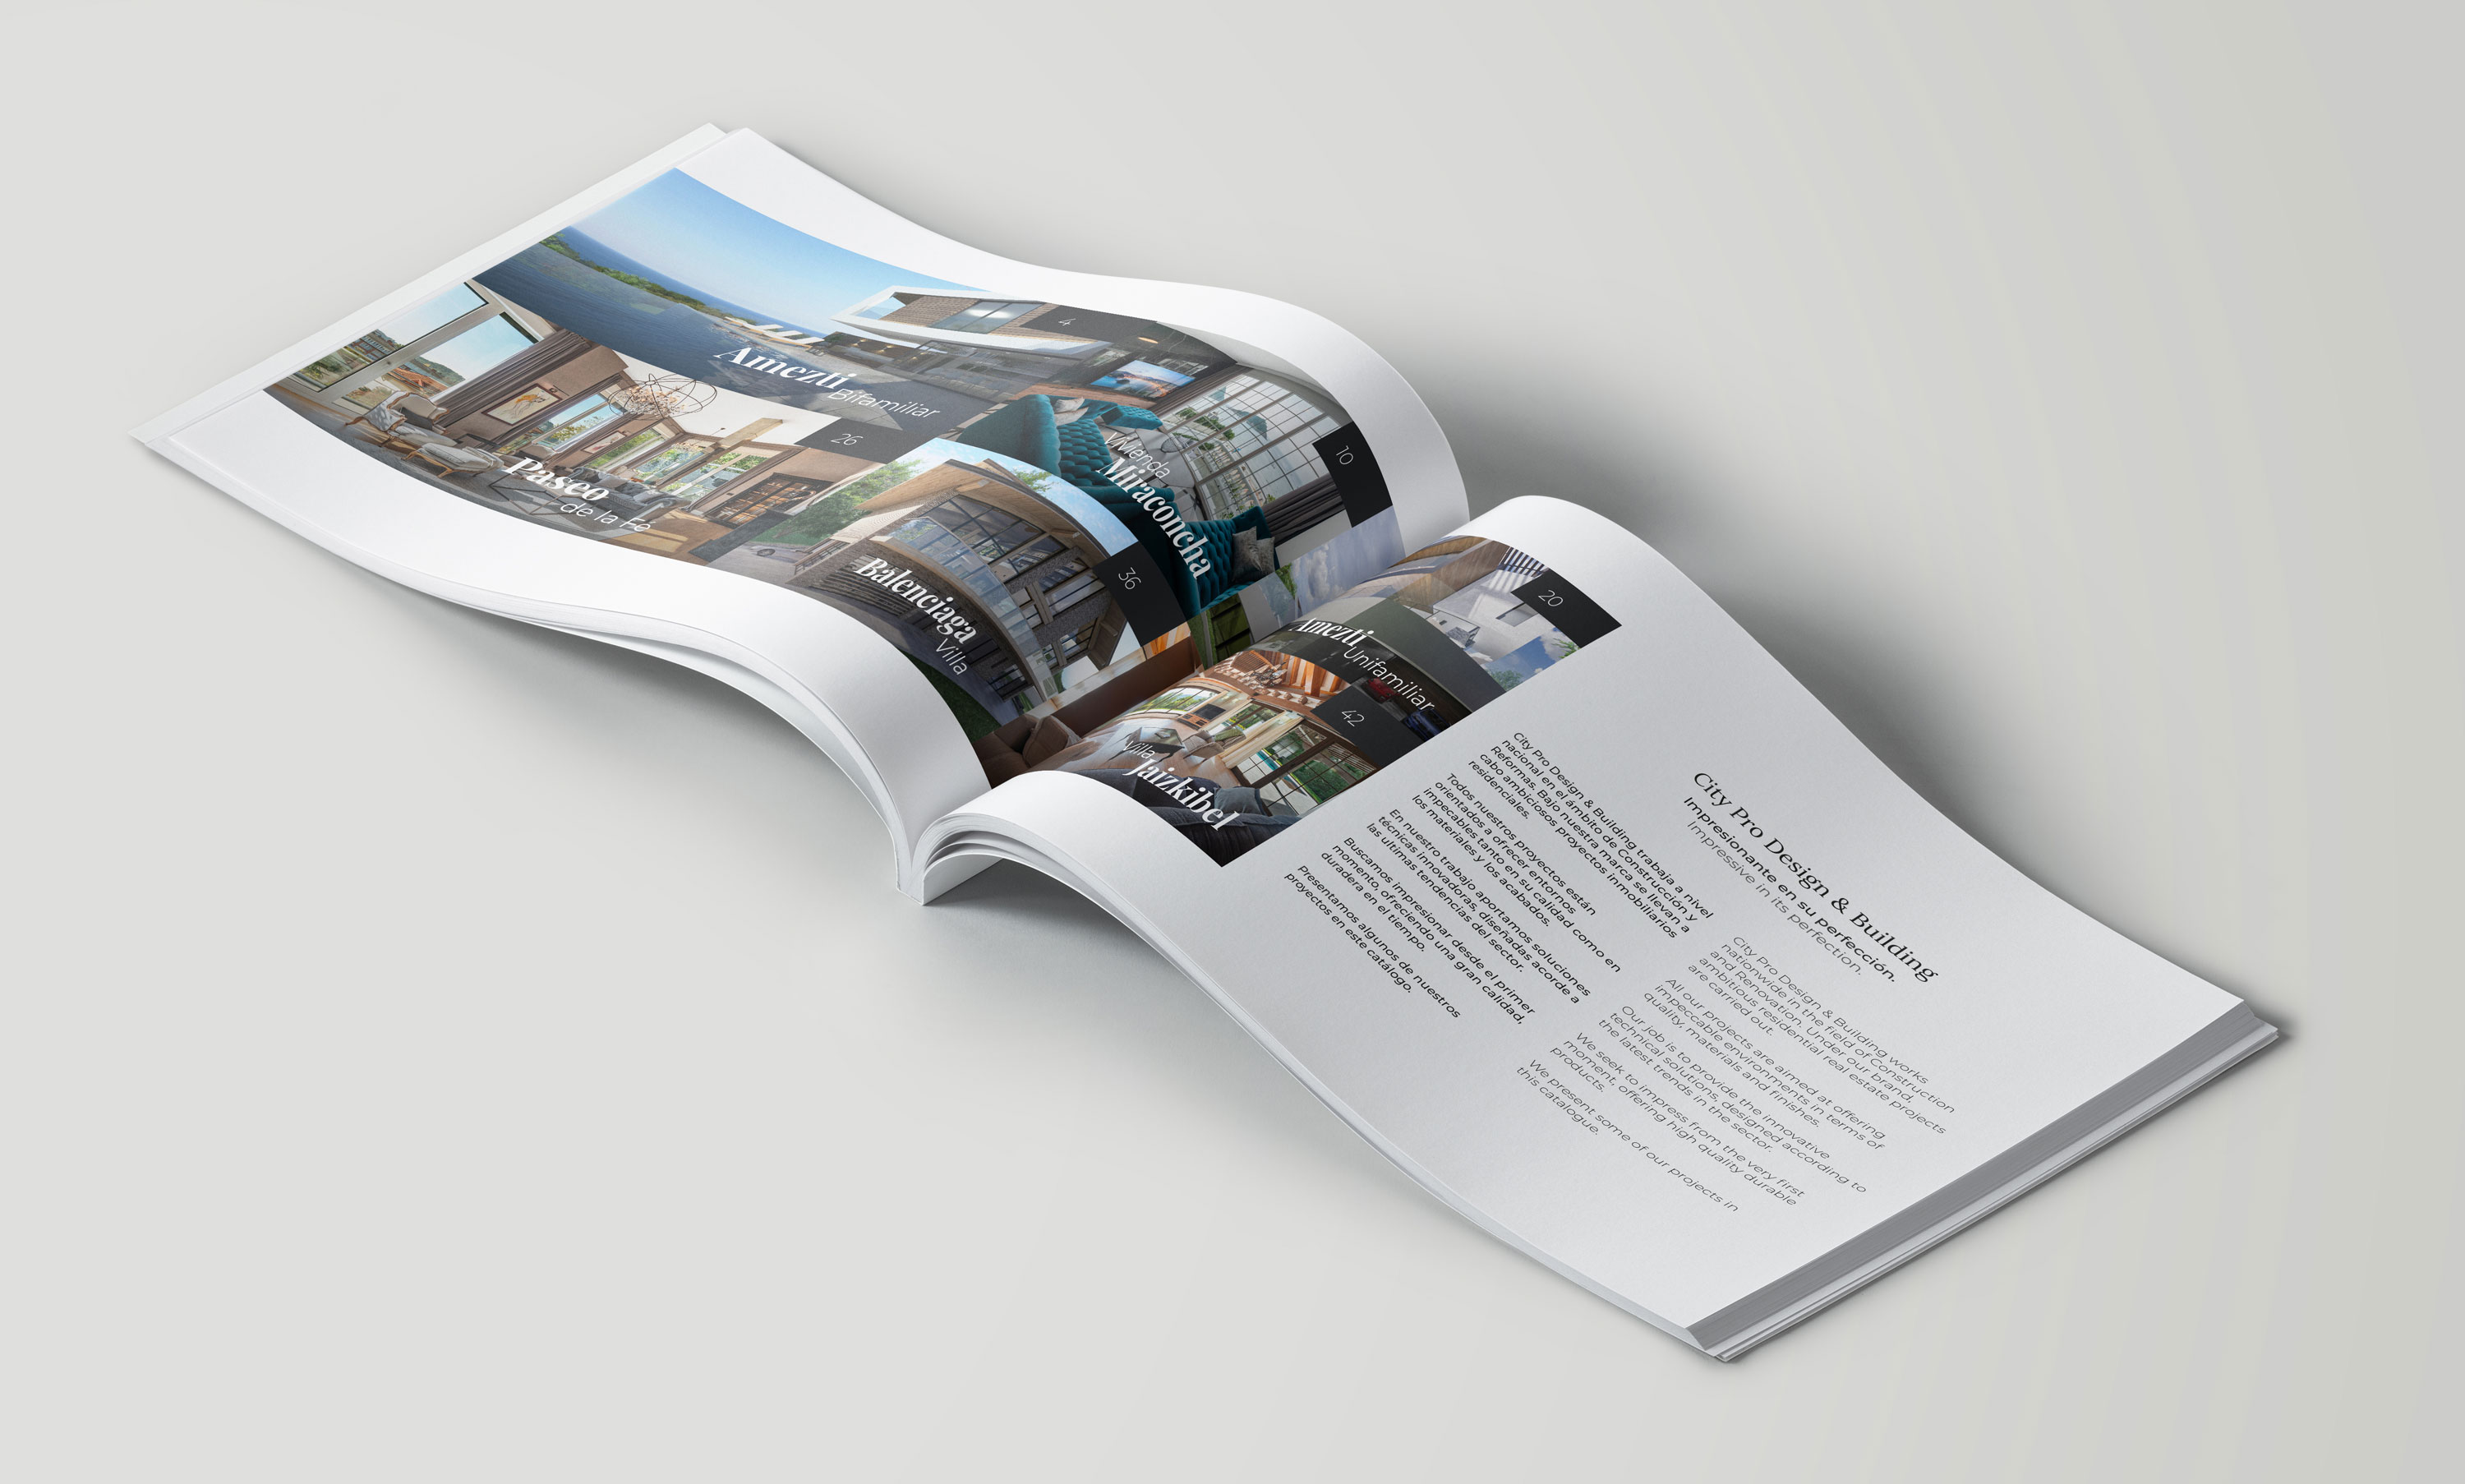 4
Amezti
Bifamiliar
10
Vivienda
Miraconcha
20
Amezti
Unifamiliar
26
Paseo
de la Fe
36
Balenciaga
Villa
42
Villa
Jaizkibel
City Pro Design & Building
Impresionante en su perfección.
Impressive in its perfection.
City Pro Design & Building trabaja a nivel
nacional en el ámbito de Construcción y
Reformas. Bajo nuestra marca se llevan a
cabo ambiciosos proyectos inmobiliarios
residenciales.
Todos nuestros proyectos están
orientados a ofrecer entornos
impecables tanto en su calidad como en
los materiales y los acabados.
En nuestro trabajo aportamos soluciones
técnicas innovadoras, diseñadas acorde a
las ultimas tendencias del sector.
Buscamos impresionar desde el primer
momento, ofreciendo una gran calidad,
duradera en el tiempo.
Presentamos algunos de nuestros
proyectos en este catálogo.
City Pro Design & Building works
nationwide in the field of Construction
and Renovation. Under our brand,
ambitious residential real estate projects
are carried out.
All our projects are aimed at offering
impeccable environments in terms of
quality, materials and finishes.
Our job is to provide the innovative
technical solutions, designed according to
the latest trends in the sector.
We seek to impress from the very first
moment, offering high quality durable
products.
We present some of our projects in
this catalogue.